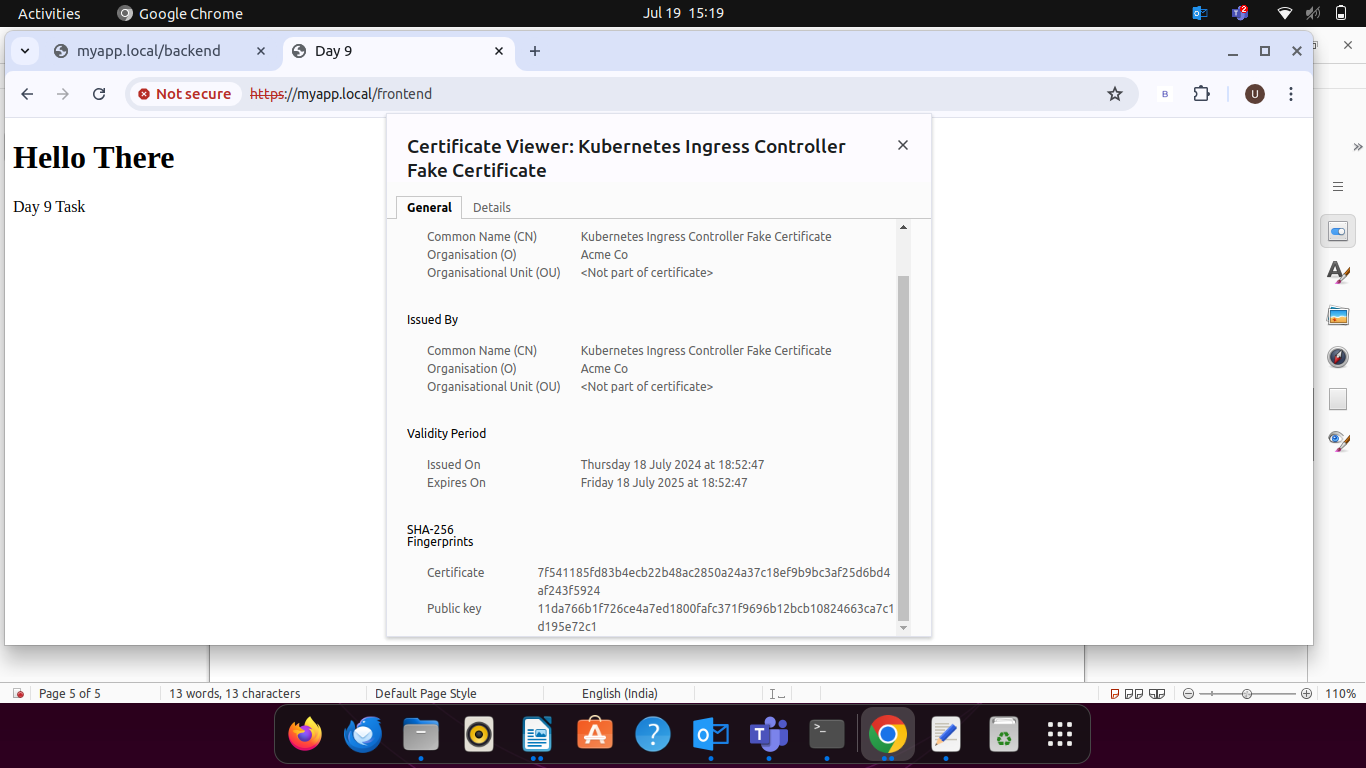 Activities
Google Chrome
Jul 19 15:19
2
myapp.local/backend
Day 9
Not secure
https://myapp.local/frontend
B
U
Hello There
Day 9 Task
Certificate Viewer: Kubernetes Ingress Controller
Fake Certificate
General
Details
Common Name (CN) Kubernetes Ingress Controller Fake Certificate
Organisation (O) Acme Co
Organisational Unit (OU) <Not part of certificate>
Issued By
Common Name (CN) Kubernetes Ingress Controller Fake Certificate
Organisation (O) Acme Co
Organisational Unit (OU) <Not part of certificate>
Validity Period
Issued On Thursday 18 July 2024 at 18:52:47
Expires On Friday 18 July 2025 at 18:52:47
SHA-256
Fingerprints
Certificate 7f541185fd83b4ecb22b48ac2850a24a37c18ef9b9bc3af25d6bd4
af243f5924
Public key 11da766b1f726ce4a7ed1800fafc371f9696b12bcb10824663ca7c1
d195e72c1
Page 5 of 5
13 words, 13 characters
Default Page Style
English (India)
110%